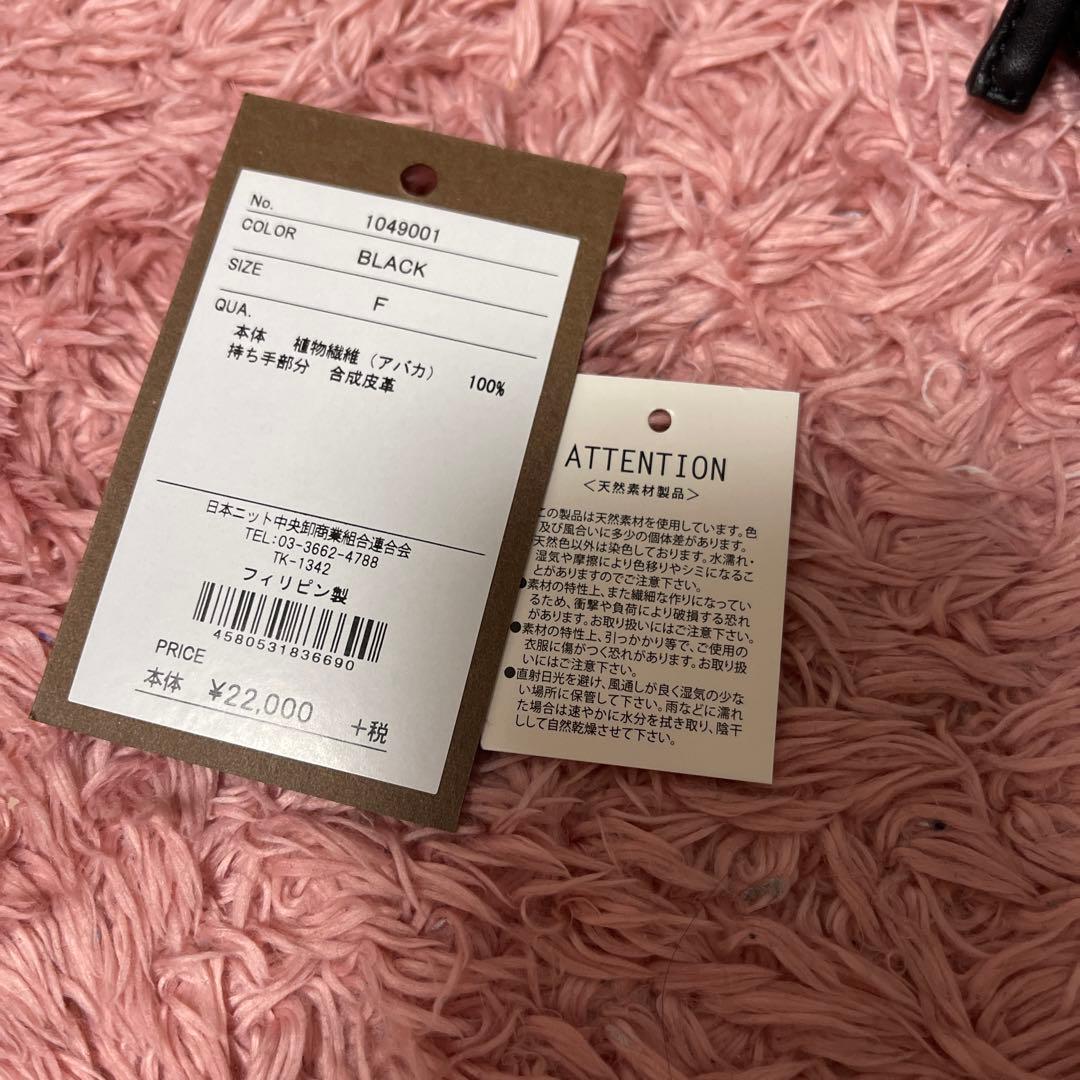 No. 1049001
COLOR BLACK
SIZE F
QUA.
本体 植物繊維（アバカ） 100%
持ち手部分 合成皮革
日本ニット中央卸商業組合連合会
TEL:03-3662-4788
TK-1342
フィリピン製
4580531836690
PRICE
本体 ¥22,000 +税
ATTENTION
＜天然素材製品＞
この製品は天然素材を使用しています。色
及び風合いに多少の個体差があります。
天然色以外は染色しております。水濡れ・
湿気や摩擦により色移りやシミになるこ
とがありますのでご注意下さい。
●素材の特性上、また繊細な作りになってい
るため、衝撃や負荷により破損する恐れ
があります。お取り扱いにはご注意下さい。
●素材の特性上、引っかかり等で、ご使用の
衣服に傷がつく恐れがあります。お取り扱
いにはご注意下さい。
●直射日光を避け、風通しが良く湿気の少な
い場所に保管して下さい。雨などに濡れ
た場合は速やかに水分を拭き取り、陰干
しして自然乾燥させて下さい。